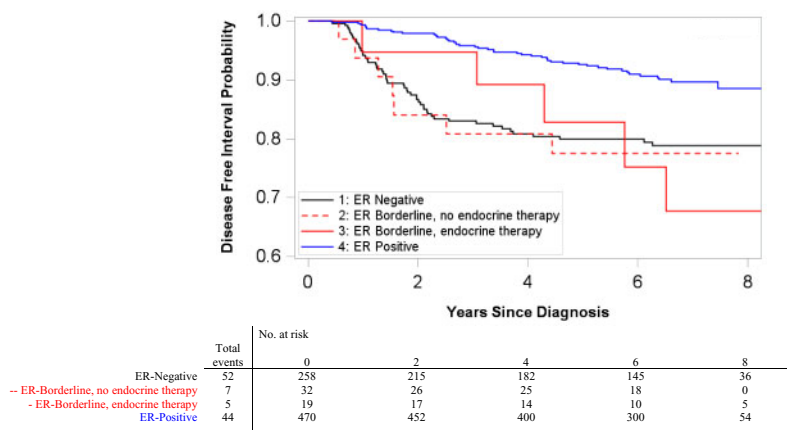 1.0
0.9
0.8
0.7
0.6
Disease Free Interval Probability
1: ER Negative
2: ER Borderline, no endocrine therapy
3: ER Borderline, endocrine therapy
4: ER Positive
0 2 4 6 8
Years Since Diagnosis
No. at risk
Total
events 0 2 4 6 8
ER-Negative 52 258 215 182 145 36
-- ER-Borderline, no endocrine therapy 7 32 26 25 18 0
- ER-Borderline, endocrine therapy 5 19 17 14 10 5
ER-Positive 44 470 452 400 300 54